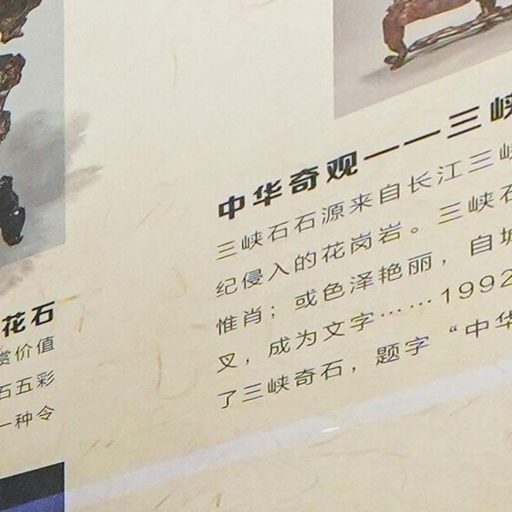 花石
赏价值
石五彩
一种令
中华奇观——三峡
三峡石石源来自长江三峡
纪侵入的花岗岩。三峡石
惟肖；或色泽艳丽，自
叉，成为文字……1992
了三峡奇石，题字“中华